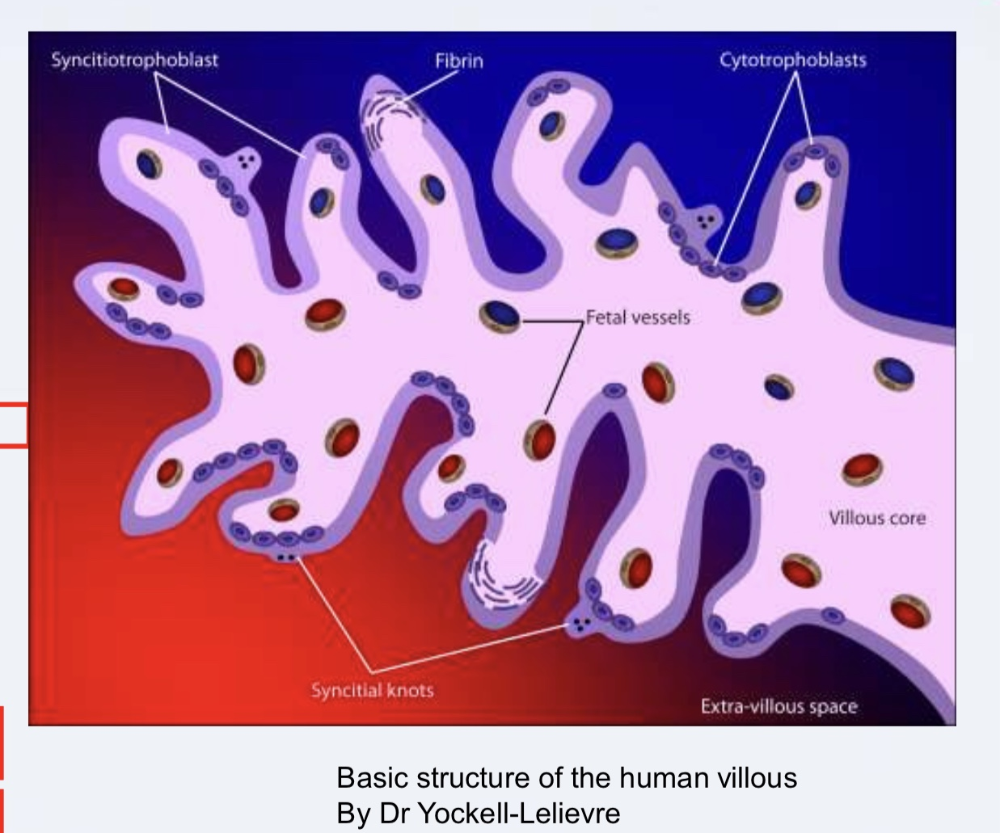 Syncitiotrophoblast
Fibrin
Cytotrophoblasts
Fetal vessels
Villous core
Syncitial knots
Extra-villous space
Basic structure of the human villous
By Dr Yockell-Lelievre